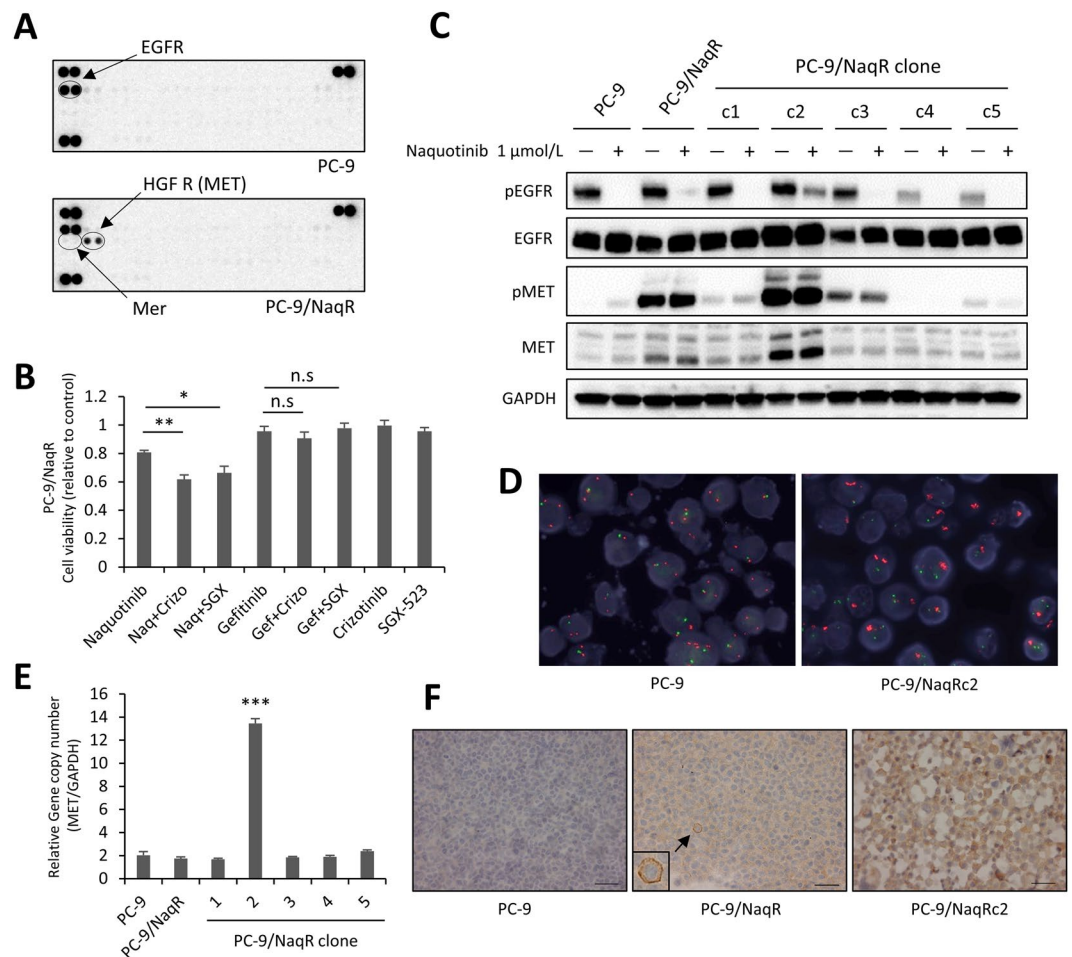 A
EGFR
PC-9
HGF R (MET)
Mer
PC-9/NaqR
B
PC-9/NaqR
Cell viability (relative to control)
1.2
1
0.8
0.6
0.4
0.2
0
**
*
n.s
n.s
Naquotinib
Naq+Crizo
Naq+SGX
Gefitinib
Gef+Crizo
Gef+SGX
Crizotinib
SGX-523
C
PC-9
PC-9/NaqR
PC-9/NaqR clone
c1 c2 c3 c4 c5
Naquotinib 1 μmol/L – + – + – + – + – + – + – +
pEGFR
EGFR
pMET
MET
GAPDH
D
PC-9
PC-9/NaqRc2
E
Relative Gene copy number
(MET/GAPDH)
16
14
12
10
8
6
4
2
0
***
PC-9
PC-9/NaqR
1 2 3 4 5
PC-9/NaqR clone
F
PC-9
PC-9/NaqR
PC-9/NaqRc2